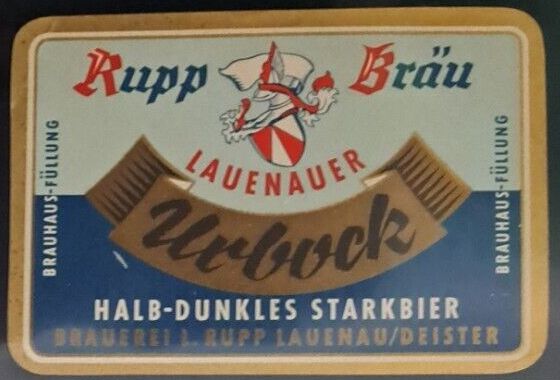 Rupp Bräu
LAUENAUER
Urbock
BRAUHAUS-FÜLLUNG
BRAUHAUS-FÜLLUNG
HALB-DUNKLES STARKBIER
BRAUEREI L. RUPP LAUENAU/DEISTER